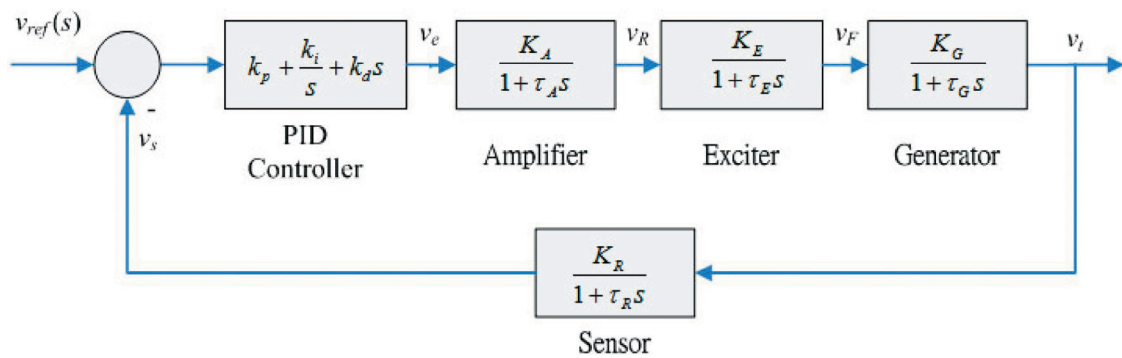 v_ref(s)
k_p + k_i/s + k_d s
v_e
K_A/(1 + τ_A s)
v_R
K_E/(1 + τ_E s)
v_F
K_G/(1 + τ_G s)
v_t
-
v_s
PID
Controller
Amplifier
Exciter
Generator
K_R/(1 + τ_R s)
Sensor